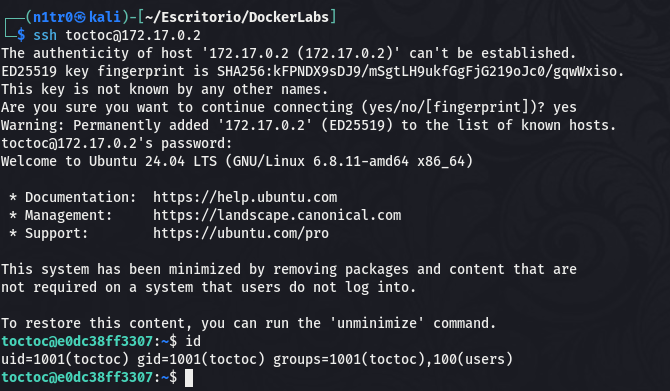 (n1tr0㉿kali)-[~/Escritorio/DockerLabs]
$ ssh toctoc@172.17.0.2
The authenticity of host '172.17.0.2 (172.17.0.2)' can't be established.
ED25519 key fingerprint is SHA256:kFPNDX9sDJ9/mSgtLH9ukfGgFjG219oJc0/gqwWxiso.
This key is not known by any other names.
Are you sure you want to continue connecting (yes/no/[fingerprint])? yes
Warning: Permanently added '172.17.0.2' (ED25519) to the list of known hosts.
toctoc@172.17.0.2's password:
Welcome to Ubuntu 24.04 LTS (GNU/Linux 6.8.11-amd64 x86_64)
* Documentation:  https://help.ubuntu.com
* Management:     https://landscape.canonical.com
* Support:        https://ubuntu.com/pro
This system has been minimized by removing packages and content that are
not required on a system that users do not log into.
To restore this content, you can run the 'unminimize' command.
toctoc@e0dc38ff3307:~$ id
uid=1001(toctoc) gid=1001(toctoc) groups=1001(toctoc),100(users)
toctoc@e0dc38ff3307:~$